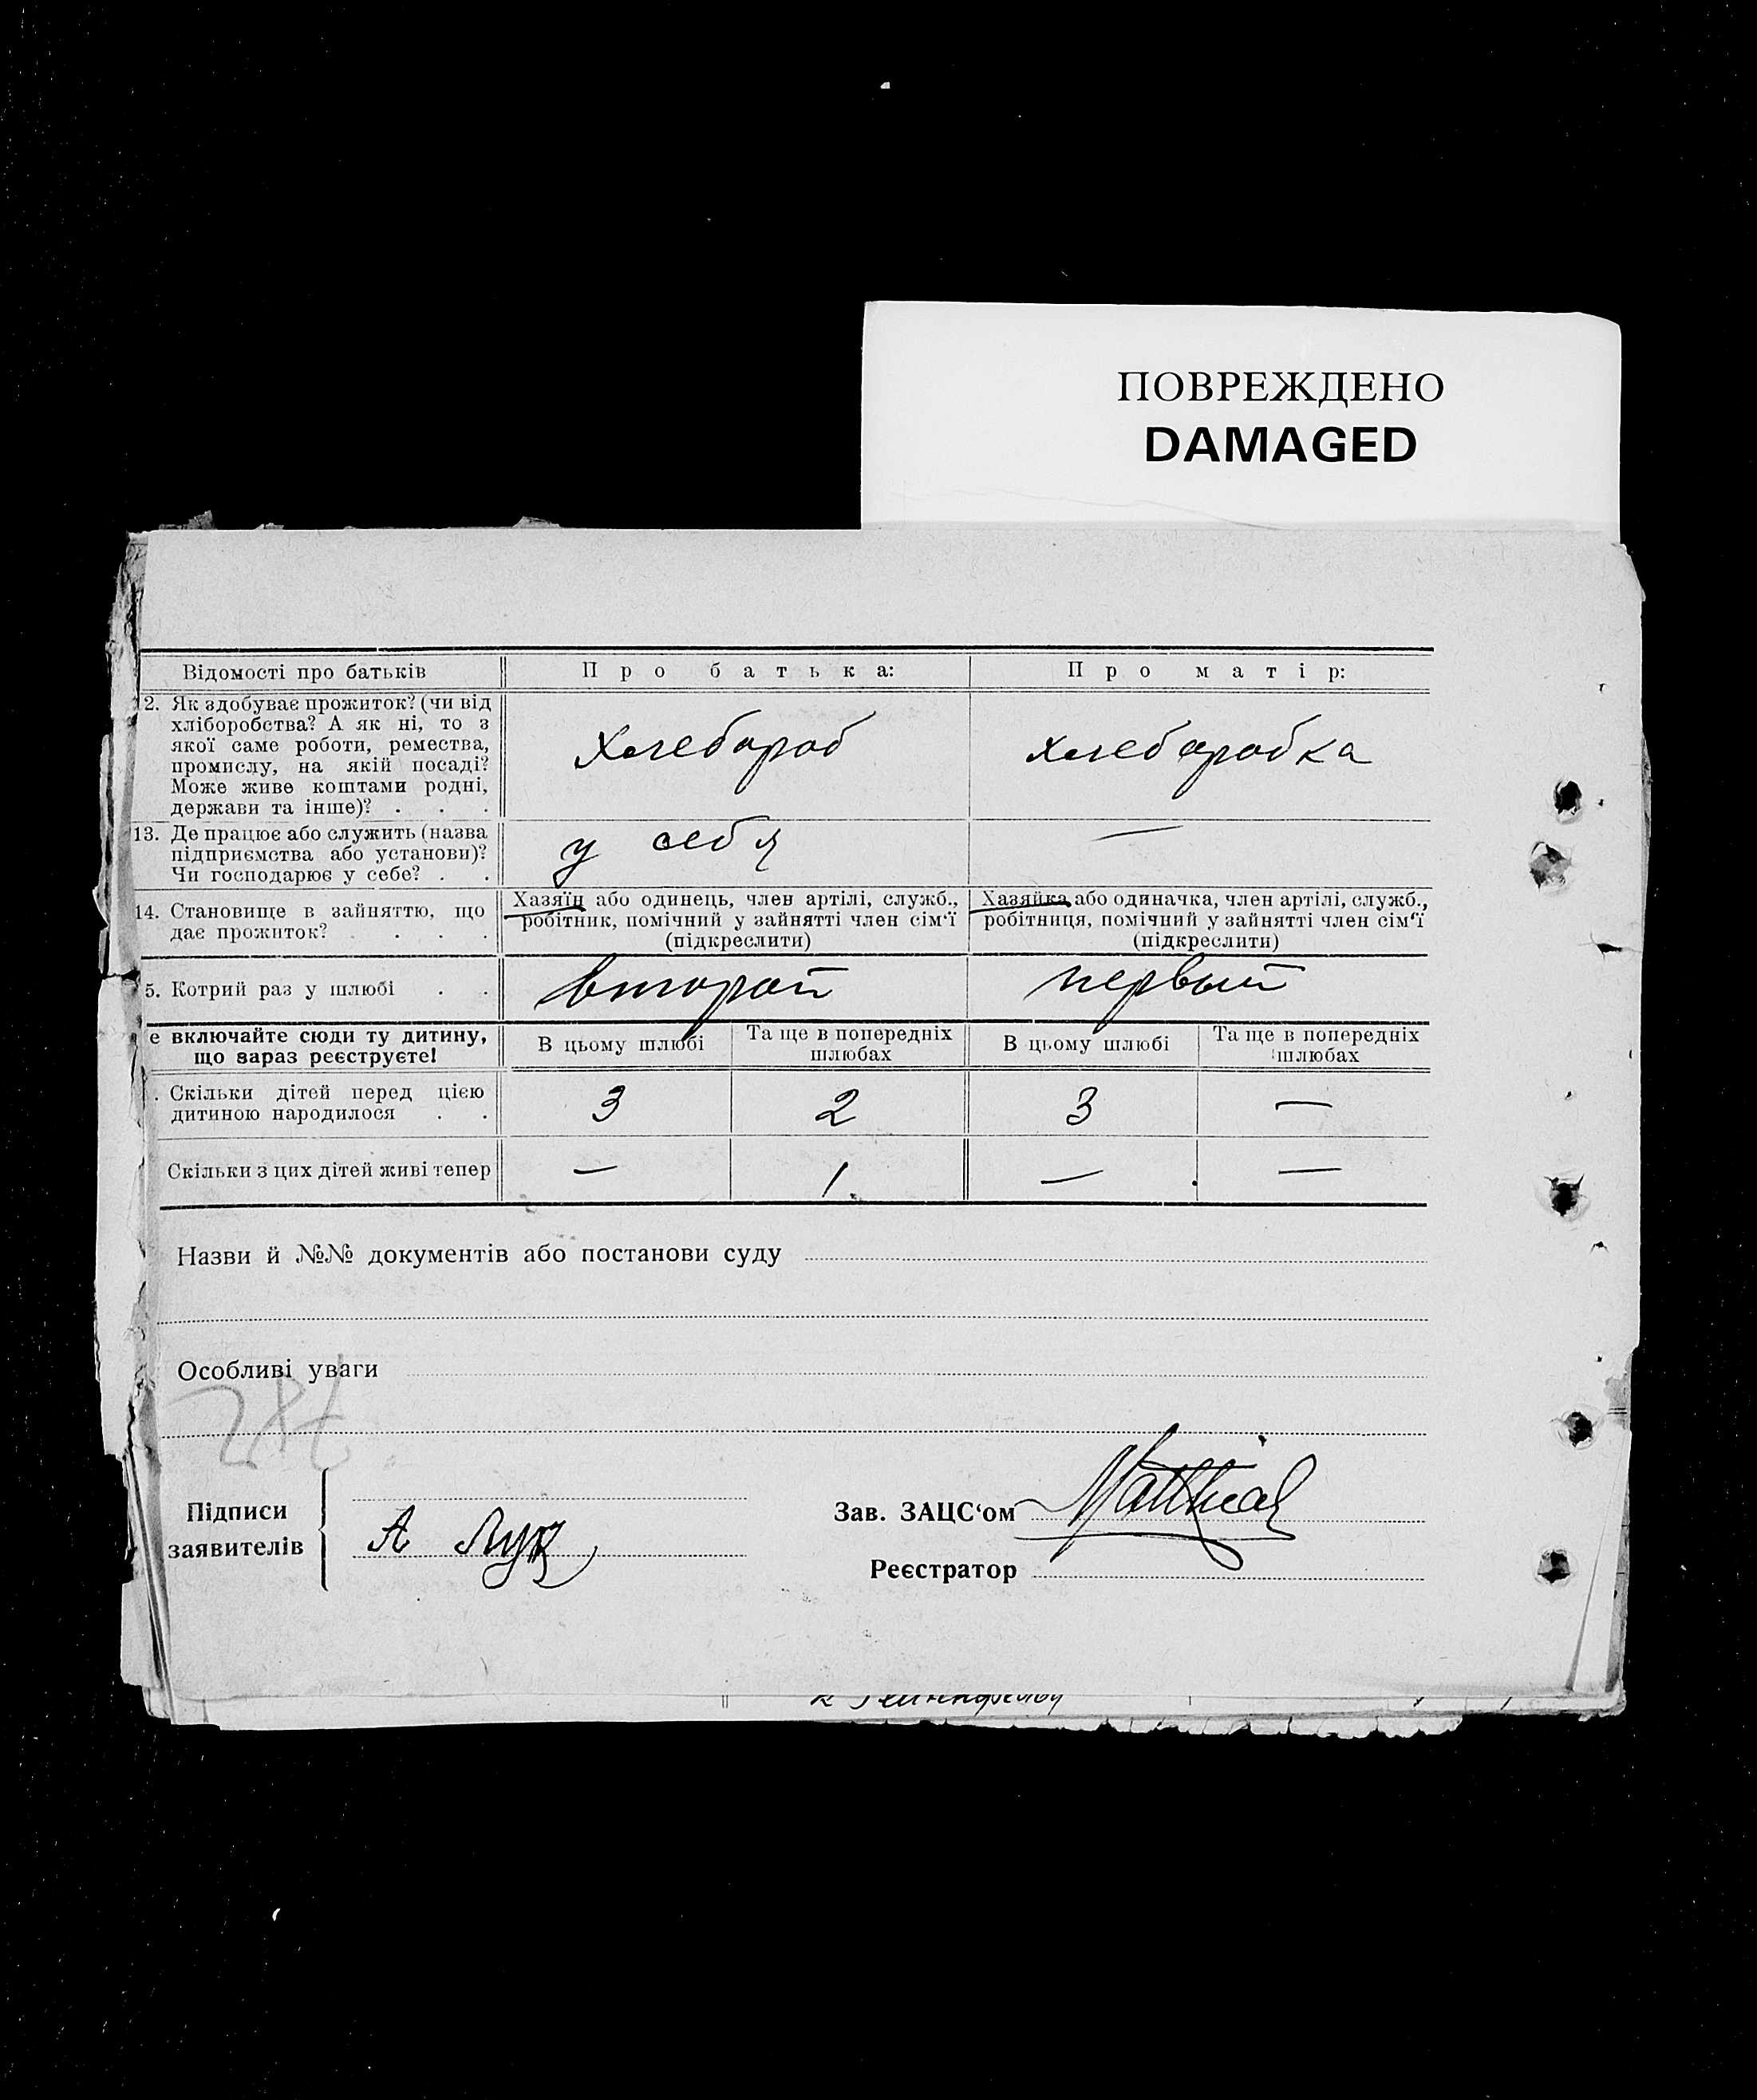 ПОВРЕЖДЕНО
DAMAGED
Відомості про батьків
Про батька:
Про матір:
2. Як здобуває прожиток? (чи від
хліборобства? А як ні, то з
якої саме роботи, ремества,
промислу, на якій посаді?
Може живе коштами родні,
держави та інше)? . . .
Хлебороб
хлеборобка
13. Де працює або служить (назва
підприємства або установи)?
Чи господарює у себе? . .
у себя
—
14. Становище в зайняттю, що
дає прожиток? . . . .
Хазяїн або одинець, член артілі, служб.,
робітник, помічний у зайнятті член сім‘ї
(підкреслити)
Хазяйка або одиначка, член артілі, служб.,
робітниця, помічний у зайнятті член сім‘ї
(підкреслити)
5. Котрий раз у шлюбі . .
второй
первый
е включайте сюди ту дитину,
що зараз реєструєте!
В цьому шлюбі
Та ще в попередніх
шлюбах
В цьому шлюбі
Та ще в попередніх
шлюбах
. Скільки дітей перед цією
дитиною народилося . .
3
2
3
—
Скільки з цих дітей живі тепер
—
1
—
—
Назви й №№ документів або постанови суду
Особливі уваги
Підписи
заявителів
А Луц
Зав. ЗАЦС‘ом
Реєстратор